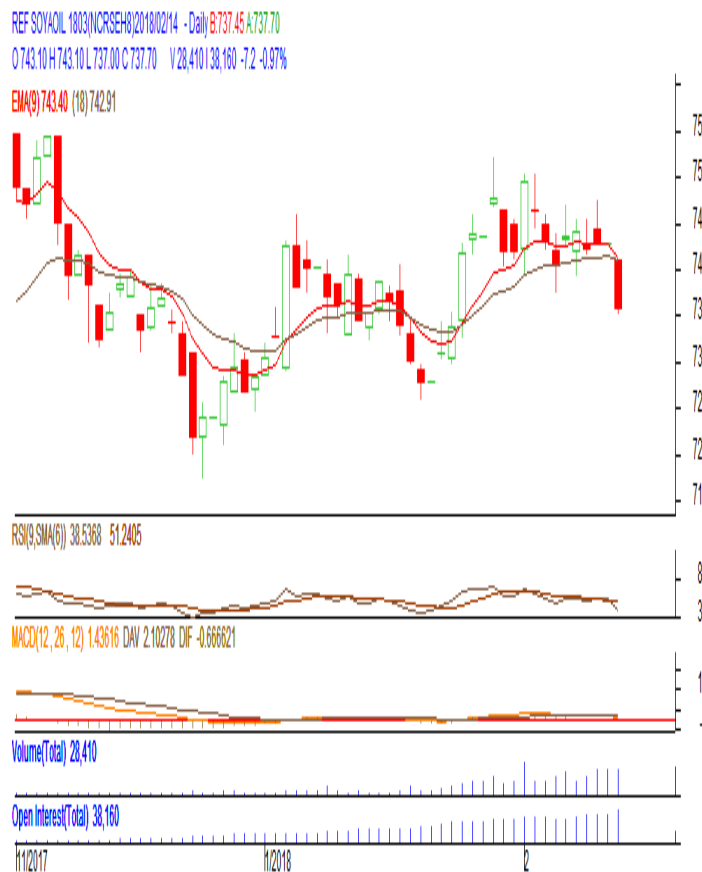 REF SOYAOIL 1803(NCRSEH8)2018/02/14 - Daily B:737.45 A:737.70
O 743.10 H 743.10 L 737.00 C 737.70 V 28,410 I 38,160 -7.2 -0.97%
EMA(9) 743.40 (18) 742.91
75
75
74
74
73
73
72
72
71
RSI(9,SMA(6)) 38.5368 51.2405
8
3
MACD(12 , 26 , 12) 1.43616 DAV 2.10278 DIF -0.666621
1
-
Volume(Total) 28,410
Open Interest(Total) 38,160
11/2017 1/2018 2